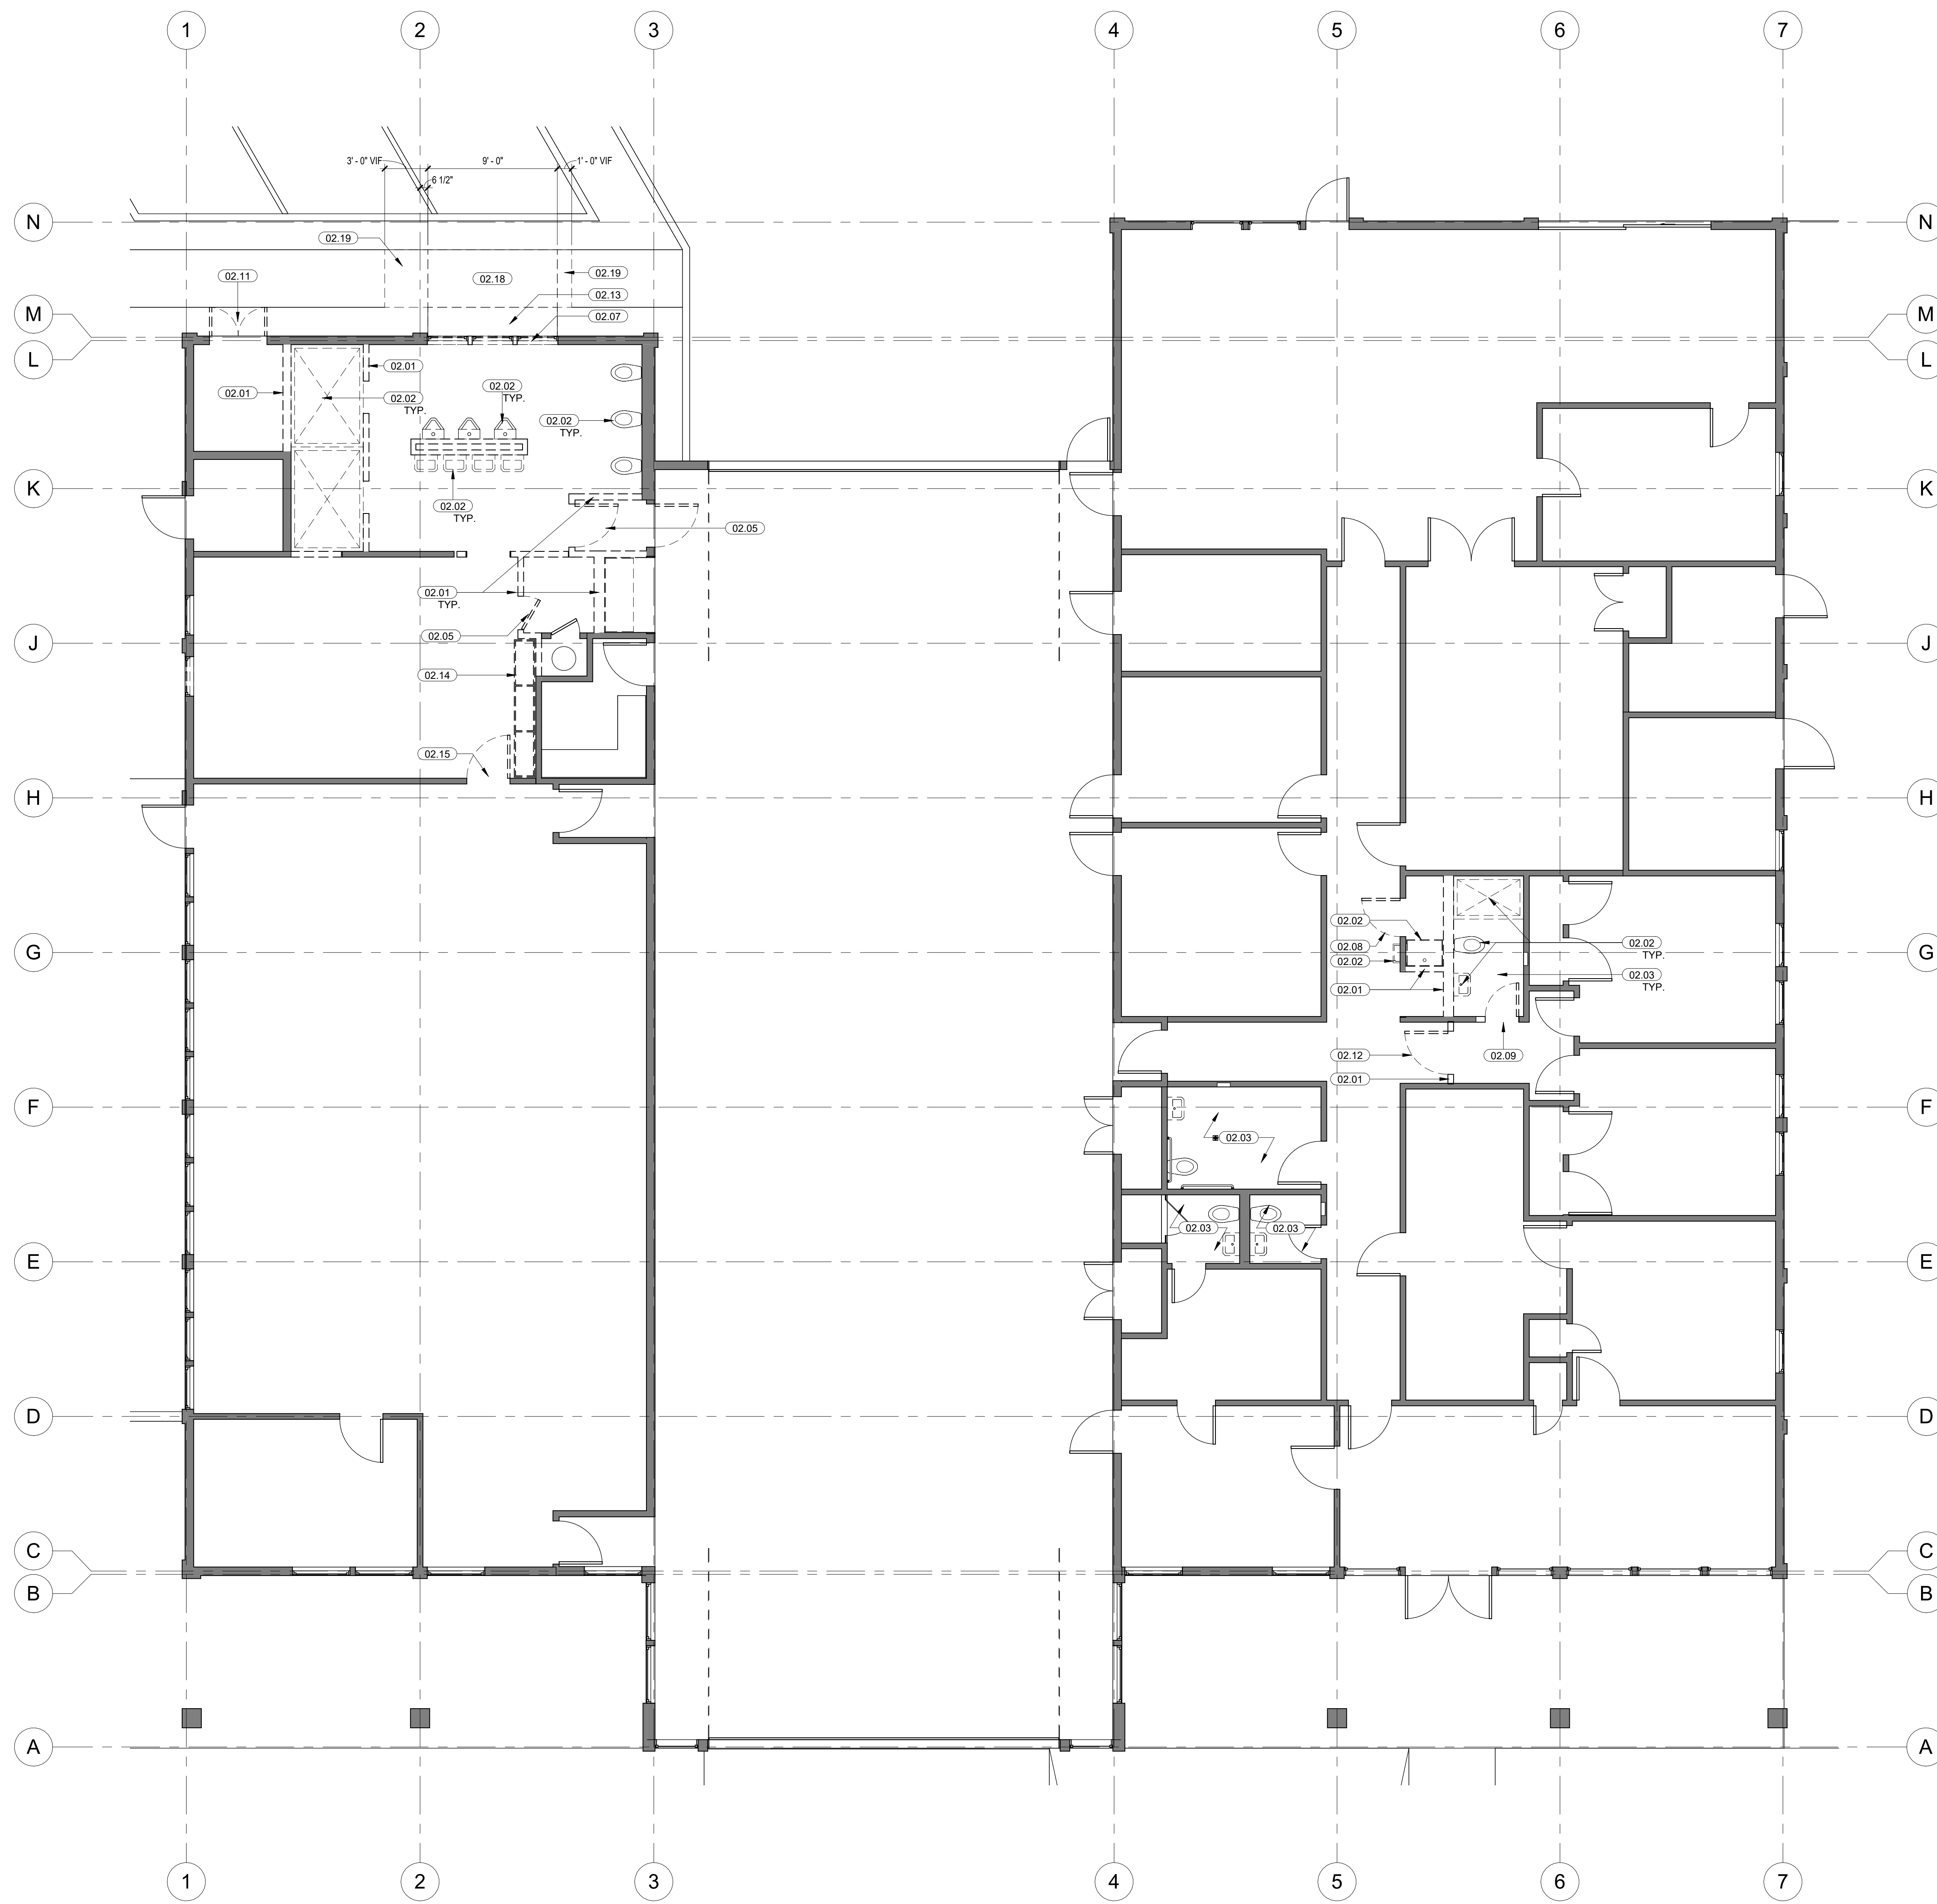 1 2 3 4 5 6 7
3' - 0" VIF 9' - 0" 1' - 0" VIF
6 1/2"
N N
02.19
02.18 02.19
02.11
02.13
M M
02.07
L L
02.01
02.01 02.02 02.02
TYP. TYP.
02.02
TYP.
K K
02.02
TYP.
02.05
02.01
TYP.
02.05
J J
02.14
02.15
H H
02.02
02.08 02.02
TYP.
G G
02.02
02.03
TYP.
02.01
02.12 02.09
02.01
F F
02.03
02.03 02.03
E E
D D
C C
B B
A A
1 2 3 4 5 6 7